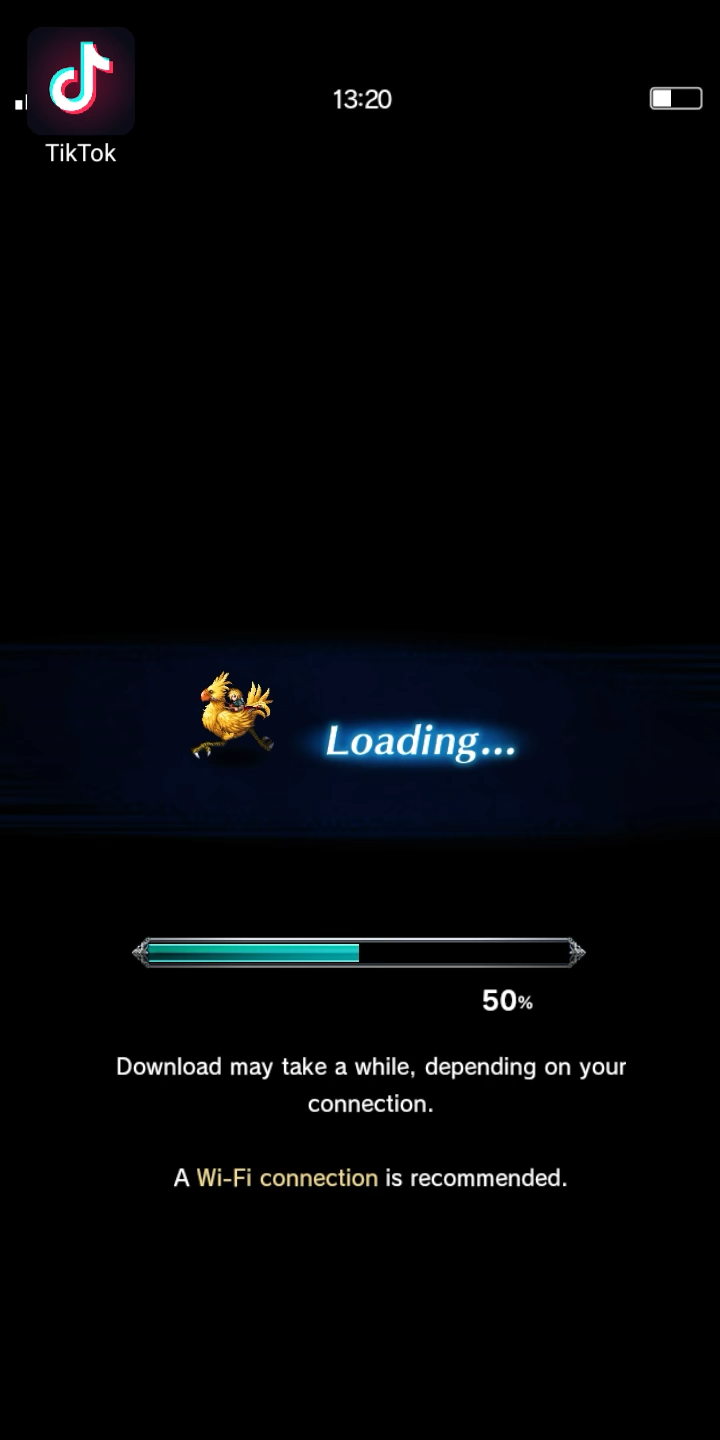 13:20
TikTok
Loading...
50%
Download may take a while, depending on your
connection.
A Wi-Fi connection is recommended.